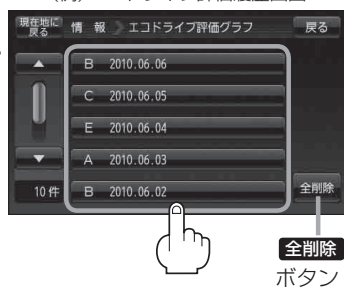 現在地に
戻る
情 報 エコドライブ評価グラフ
戻る
B 2010.06.06
C 2010.06.05
E 2010.06.04
A 2010.06.03
B 2010.06.02
10件
全削除
全削除
ボタン